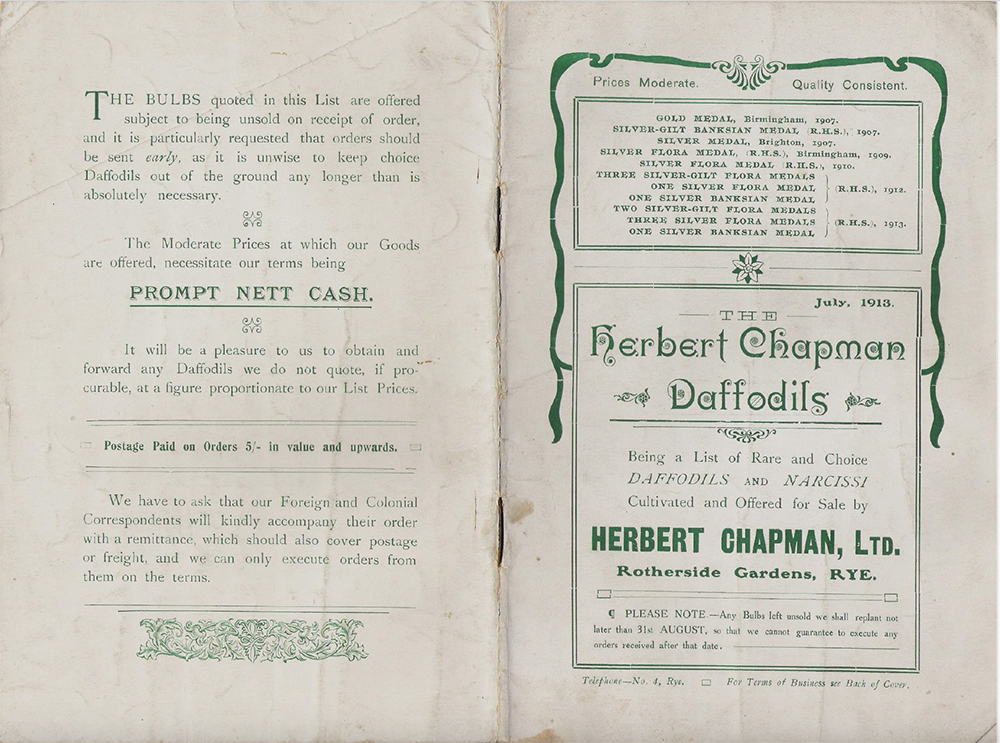 THE BULBS quoted in this List are offered
subject to being unsold on receipt of order,
and it is particularly requested that orders should
be sent early, as it is unwise to keep choice
Daffodils out of the ground any longer than is
absolutely necessary.
The Moderate Prices at which our Goods
are offered, necessitate our terms being
PROMPT NETT CASH.
It will be a pleasure to us to obtain and
forward any Daffodils we do not quote, if pro-
curable, at a figure proportionate to our List Prices.
Postage Paid on Orders 5/- in value and upwards.
We have to ask that our Foreign and Colonial
Correspondents will kindly accompany their order
with a remittance, which should also cover postage
or freight, and we can only execute orders from
them on the terms.
Prices Moderate. Quality Consistent.
GOLD MEDAL, Birmingham, 1907.
SILVER-GILT BANKSIAN MEDAL (R.H.S.), 1907.
SILVER MEDAL, Brighton, 1907.
SILVER FLORA MEDAL, (R.H.S.), Birmingham, 1909.
SILVER FLORA MEDAL (R.H.S.), 1910.
THREE SILVER-GILT FLORA MEDALS
ONE SILVER FLORA MEDAL (R.H.S.), 1912.
ONE SILVER BANKSIAN MEDAL
TWO SILVER-GILT FLORA MEDALS
THREE SILVER FLORA MEDALS (R.H.S.), 1913.
ONE SILVER BANKSIAN MEDAL
July, 1913.
THE
Herbert Chapman
Daffodils
Being a List of Rare and Choice
DAFFODILS AND NARCISSI
Cultivated and Offered for Sale by
HERBERT CHAPMAN, LTD.
Rotherside Gardens, RYE.
¶ PLEASE NOTE.—Any Bulbs left unsold we shall replant not
later than 31st AUGUST, so that we cannot guarantee to execute any
orders received after that date.
Telephone—No. 4, Rye. For Terms of Business see Back of Cover.